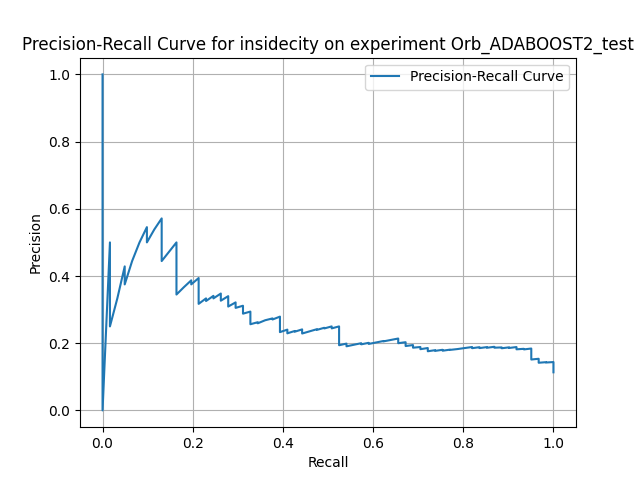 Precision-Recall Curve for insidecity on experiment Orb_ADABOOST2_test
Precision-Recall Curve
1.0
0.8
0.6
0.4
0.2
0.0
Precision
0.0 0.2 0.4 0.6 0.8 1.0
Recall